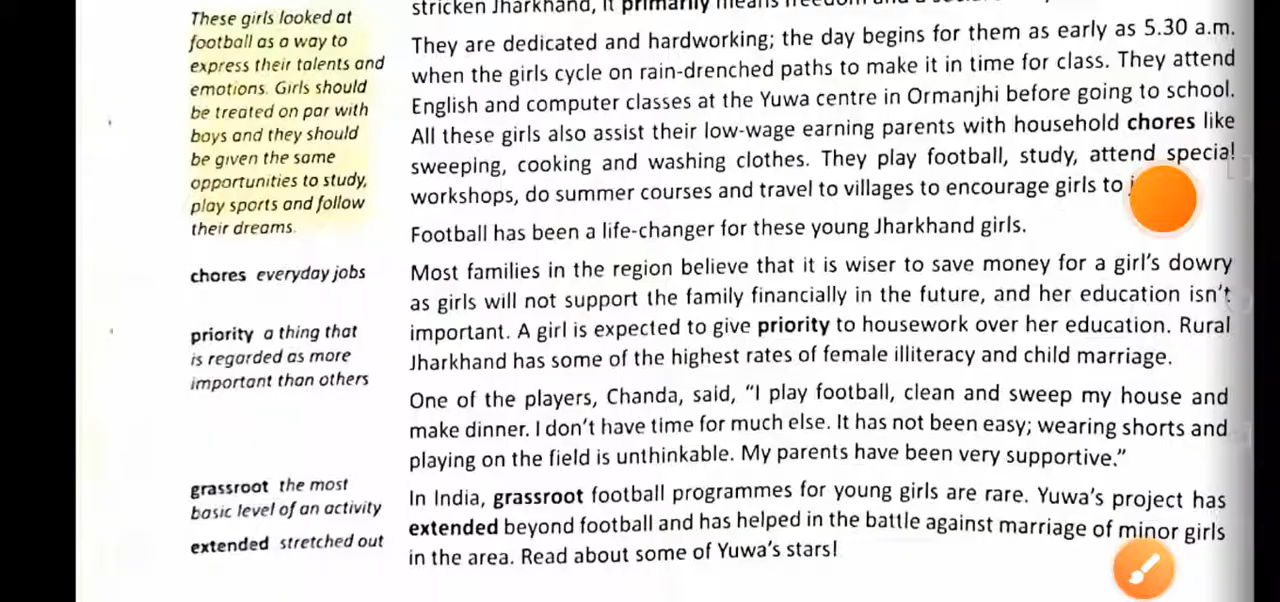 These girls looked at
football as a way to
express their talents and
emotions. Girls should
be treated on par with
boys and they should
be given the same
opportunities to study,
play sports and follow
their dreams.
chores everyday jobs
priority a thing that
is regarded as more
important than others
grassroot the most
basic level of an activity
extended stretched out
stricken Jharkhand, it primarily means freedom and a
They are dedicated and hardworking; the day begins for them as early as 5.30 a.m.
when the girls cycle on rain-drenched paths to make it in time for class. They attend
English and computer classes at the Yuwa centre in Ormanjhi before going to school.
All these girls also assist their low-wage earning parents with household chores like
sweeping, cooking and washing clothes. They play football, study, attend special
workshops, do summer courses and travel to villages to encourage girls to
Football has been a life-changer for these young Jharkhand girls.
Most families in the region believe that it is wiser to save money for a girl's dowry
as girls will not support the family financially in the future, and her education isn't
important. A girl is expected to give priority to housework over her education. Rural
Jharkhand has some of the highest rates of female illiteracy and child marriage.
One of the players, Chanda, said, "I play football, clean and sweep my house and
make dinner. I don't have time for much else. It has not been easy; wearing shorts and
playing on the field is unthinkable. My parents have been very supportive."
In India, grassroot football programmes for young girls are rare. Yuwa's project has
extended beyond football and has helped in the battle against marriage of minor girls
in the area. Read about some of Yuwa's stars!